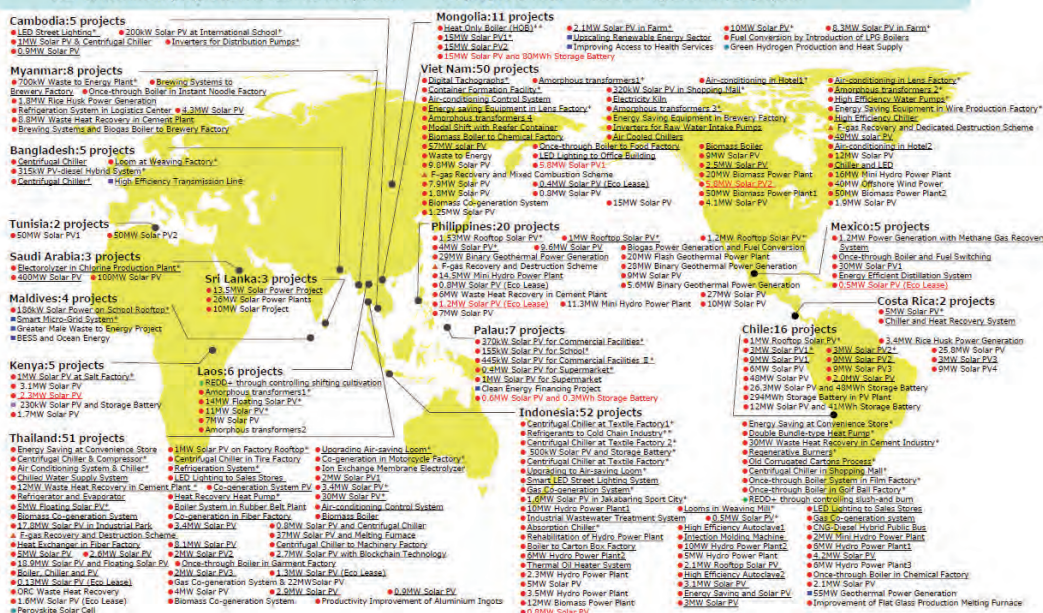 Cambodia:5 projects
●LED Street Lighting* ●200kW Solar PV at International School*
●1MW Solar PV & Centrifugal Chiller ●Inverters for Distribution Pumps*
●0.9MW Solar PV
Myanmar:8 projects
●700kW Waste to Energy Plant* ●Brewing Systems to
Brewery Factory ●Once-through Boiler in Instant Noodle Factory
●1.8MW Rice Husk Power Generation
●Refrigeration System in Logistics Center ●4.3MW Solar PV
●8.8MW Waste Heat Recovery in Cement Plant
●Brewing Systems and Biogas Boiler to Brewery Factory
Bangladesh:5 projects
●Centrifugal Chiller ●Loom at Weaving Factory*
●315kW PV-diesel Hybrid System*
●Centrifugal Chiller* ■High Efficiency Transmission Line
Tunisia:2 projects
●50MW Solar PV1 ●50MW Solar PV2
Saudi Arabia:3 projects
●Electrolyzer in Chlorine Production Plant*
●400MW Solar PV ●100MW Solar PV
Sri Lanka:3 projects
●13.5MW Solar Power Project
●26MW Solar Power Plants
●10MW Solar Project
Maldives:4 projects
●186kW Solar Power on School Rooftop*
■Smart Micro-Grid System*
■Greater Male Waste to Energy Project
■BESS and Ocean Energy
Kenya:5 projects
●1MW Solar PV at Salt Factory*
●3.1MW Solar PV
●2.3MW Solar PV
●230kW Solar PV and Storage Battery
●1.7MW Solar PV
Laos:6 projects
●REDD+ through controlling shifting cultivation
●Amorphous transformers1*
●14MW Floating Solar PV*
●11MW Solar PV*
●7MW Solar PV
●Amorphous transformers2
Thailand:51 projects
●Energy Saving at Convenience Store ●1MW Solar PV on Factory Rooftop* ●Upgrading Air-saving Loom*
●Centrifugal Chiller & Compressor* ●Centrifugal Chiller in Tire Factory ●Co-generation in Motorcycle Factory*
●Air Conditioning System & Chiller* ●Refrigeration System* ●Ion Exchange Membrane Electrolyzer
●Chilled Water Supply System ●LED Lighting to Sales Stores ●2MW Solar PV1
●12MW Waste Heat Recovery in Cement Plant * ●Co-generation System PV ●3.4MW Solar PV*
●Refrigerator and Evaporator ●Heat Recovery Heat Pump* ●30MW Solar PV*
●5MW Floating Solar PV* ●Boiler System in Rubber Belt Plant ●Air-conditioning Control System
●Biomass Co-generation System ●Co-generation in Fiber Factory ●Biomass Boiler
●17.8MW Solar PV in Industrial Park ●3.4MW Solar PV ●0.8MW Solar PV and Centrifugal Chiller
▲F-gas Recovery and Destruction Scheme ●37MW Solar PV and Melting Furnace
●Heat Exchanger in Fiber Factory ●8.1MW Solar PV ●Centrifugal Chiller to Machinery Factory
●5MW Solar PV ●2.6MW Solar PV ●2MW Solar PV2 ●2.7MW Solar PV with Blockchain Technology
●18.9MW Solar PV and Floating Solar PV ●Once-through Boiler in Garment Factory
●Boiler, Chiller and PV ●2MW Solar PV3 ●1.3MW Solar PV (Eco Lease)
●0.13MW Solar PV (Eco Lease) ●Gas Co-generation System & 22MWSolar PV
●ORC Waste Heat Recovery ●4MW Solar PV ●2.9MW Solar PV ●0.9MW Solar PV
●1.6MW Solar PV (Eco Lease) ●Biomass Co-generation System ●Productivity Improvement of Aluminium Ingots
●Perovskite Solar Cell
Mongolia:11 projects
●Heat Only Boiler (HOB)** ●2.1MW Solar PV in Farm* ●10MW Solar PV* ●8.3MW Solar PV in Farm*
●15MW Solar PV1* ■Upscaling Renewable Energy Sector ●Fuel Conversion by Introduction of LPG Boilers
●15MW Solar PV2 ■Improving Access to Health Services ●Green Hydrogen Production and Heat Supply
●15MW Solar PV and 80MWh Storage Battery
Viet Nam:50 projects
●Digital Tachographs* ●Amorphous transformers1* ●Air-conditioning in Hotel1* ●Air-conditioning in Lens Factory*
●Container Formation Facility* ●320kW Solar PV in Shopping Mall* ●Amorphous transformers 2*
●Air-conditioning Control System ●Electricity Kiln ●High Efficiency Water Pumps*
●Energy saving Equipment in Lens Factory* ●Amorphous transformers 3* ●Energy Saving Equipment in Wire Production Factory*
●Amorphous transformers 4 ●Energy Saving Equipment in Brewery Factory ●High Efficiency Chiller
●Modal Shift with Reefer Container ●Inverters for Raw Water Intake Pumps ▲F-gas Recovery and Dedicated Destruction Scheme
●Biomass Boiler to Chemical Factory ●Air Cooled Chillers ●49MW solar PV
●57MW solar PV ●Once-through Boiler to Food Factory ●Biomass Boiler ●Air-conditioning in Hotel2
●Waste to Energy ●LED Lighting to Office Building ●9MW Solar PV ●12MW Solar PV
●9.8MW Solar PV ●5.8MW Solar PV1 ●2.5MW Solar PV ●Chiller and LED
▲F-gas Recovery and Mixed Combustion Scheme ●20MW Biomass Power Plant ●16MW Mini Hydro Power Plant
●7.9MW Solar PV ●0.4MW Solar PV (Eco Lease) ●5.8MW Solar PV2 ●40MW Offshore Wind Power
●1.8MW Solar PV ●0.8MW Solar PV ●50MW Biomass Power Plant1 ●50MW Biomass Power Plant2
●Biomass Co-generation System ●15MW Solar PV ●4.1MW Solar PV ●1.9MW Solar PV
●1.25MW Solar PV
Philippines:20 projects
●1.53MW Rooftop Solar PV* ●1MW Rooftop Solar PV* ●1.2MW Rooftop Solar PV*
●4MW Solar PV* ●9.6MW Solar PV ●Biogas Power Generation and Fuel Conversion
●29MW Binary Geothermal Power Generation ●20MW Flash Geothermal Power Plant
▲F-gas Recovery and Destruction Scheme ●28MW Binary Geothermal Power Generation
●14.5MW Mini Hydro Power Plant ●9MW Solar PV
●0.8MW Solar PV (Eco Lease) ●5.6MW Binary Geothermal Power Generation
●6MW Waste Heat Recovery in Cement Plant ●27MW Solar PV
●1.2MW Solar PV (Eco Lease) ●11.3MW Mini Hydro Power Plant ●10MW Solar PV
●7MW Solar PV
Mexico:5 projects
●1.2MW Power Generation with Methane Gas Recovery
System
●Once-through Boiler and Fuel Switching
●30MW Solar PV1
●Energy Efficient Distillation System
●0.5MW Solar PV (Eco Lease)
Costa Rica:2 projects
●5MW Solar PV*
●Chiller and Heat Recovery System
Palau:7 projects
●370kW Solar PV for Commercial Facilities*
●155kW Solar PV for School*
●445kW Solar PV for Commercial Facilities Ⅱ*
●0.4MW Solar PV for Supermarket*
●1MW Solar PV for Supermarket
■Clean Energy Financing Project
●0.6MW Solar PV and 0.3MWh Storage Battery
Chile:16 projects
●1MW Rooftop Solar PV* ●3.4MW Rice Husk Power Generation
●3MW Solar PV1* ●3MW Solar PV2* ●25.8MW Solar PV
●9MW Solar PV1 ●9MW Solar PV2 ●3MW Solar PV3
●6MW Solar PV ●9MW Solar PV3 ●9MW Solar PV4
●48MW Solar PV ●2.0MW Solar PV
●26.3MW Solar PV and 48MWh Storage Battery
●294MWh Storage Battery in PV Plant
●12MW Solar PV and 41MWh Storage Battery
Indonesia:52 projects
●Centrifugal Chiller at Textile Factory1* ●Energy Saving at Convenience Store*
●Refrigerants to Cold Chain Industry** ●Double Bundle-type Heat Pump*
●Centrifugal Chiller at Textile Factory 2* ●30MW Waste Heat Recovery in Cement Industry*
●500kW Solar PV and Storage Battery* ●Regenerative Burners*
●Centrifugal Chiller at Textile Factory* ●Old Corrugated Cartons Process*
●Upgrading to Air-saving Loom* ●Centrifugal Chiller in Shopping Mall*
●Smart LED Street Lighting System ●Once-through Boiler System in Film Factory*
●Gas Co-generation System* ●Once-through Boiler in Golf Ball Factory*
●1.6MW Solar PV in Jakabaring Sport City* ●REDD+ through controlling slush-and burn
●10MW Hydro Power Plant1 ●Looms in Weaving Mill* ●LED Lighting to Sales Stores
●Industrial Wastewater Treatment System ●0.5MW Solar PV* ●Gas Co-generation system
●Absorption Chiller* ●High Efficiency Autoclave1 ●CNG-Diesel Hybrid Public Bus
●Rehabilitation of Hydro Power Plant ●Injection Molding Machine ●2MW Mini Hydro Power Plant
●Boiler to Carton Box Factory ●10MW Hydro Power Plant2 ●6MW Hydro Power Plant1
●6MW Hydro Power Plant2 ●5MW Hydro Power Plant ●4.2MW Solar PV
●Thermal Oil Heater System ●2.1MW Rooftop Solar PV ●6MW Hydro Power Plant3
●2.3MW Hydro Power Plant ●High Efficiency Autoclave2 ●Once-through Boiler in Chemical Factory
●5MW Solar PV ●3.1MW Solar PV ●2.1MW Solar PV
●3.5MW Hydro Power Plant ●Energy Saving and Solar PV ■55MW Geothermal Power Generation
●12MW Biomass Power Plant ●3MW Solar PV ●Improvement of Flat Glass Production Melting Furnace